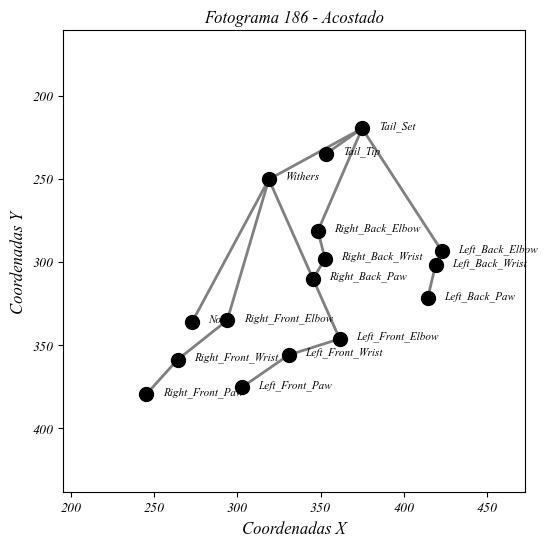 Fotograma 186 - Acostado
Coordenadas Y
200
250
300
350
400
Tail_Set
Tail_Tip
Withers
Right_Back_Elbow
Left_Back_Elbow
Right_Back_Wrist
Left_Back_Wrist
Right_Back_Paw
Left_Back_Paw
Right_Front_Elbow
Left_Front_Elbow
Left_Front_Wrist
Right_Front_Wrist
Left_Front_Paw
Right_Front_Paw
200 250 300 350 400 450
Coordenadas X